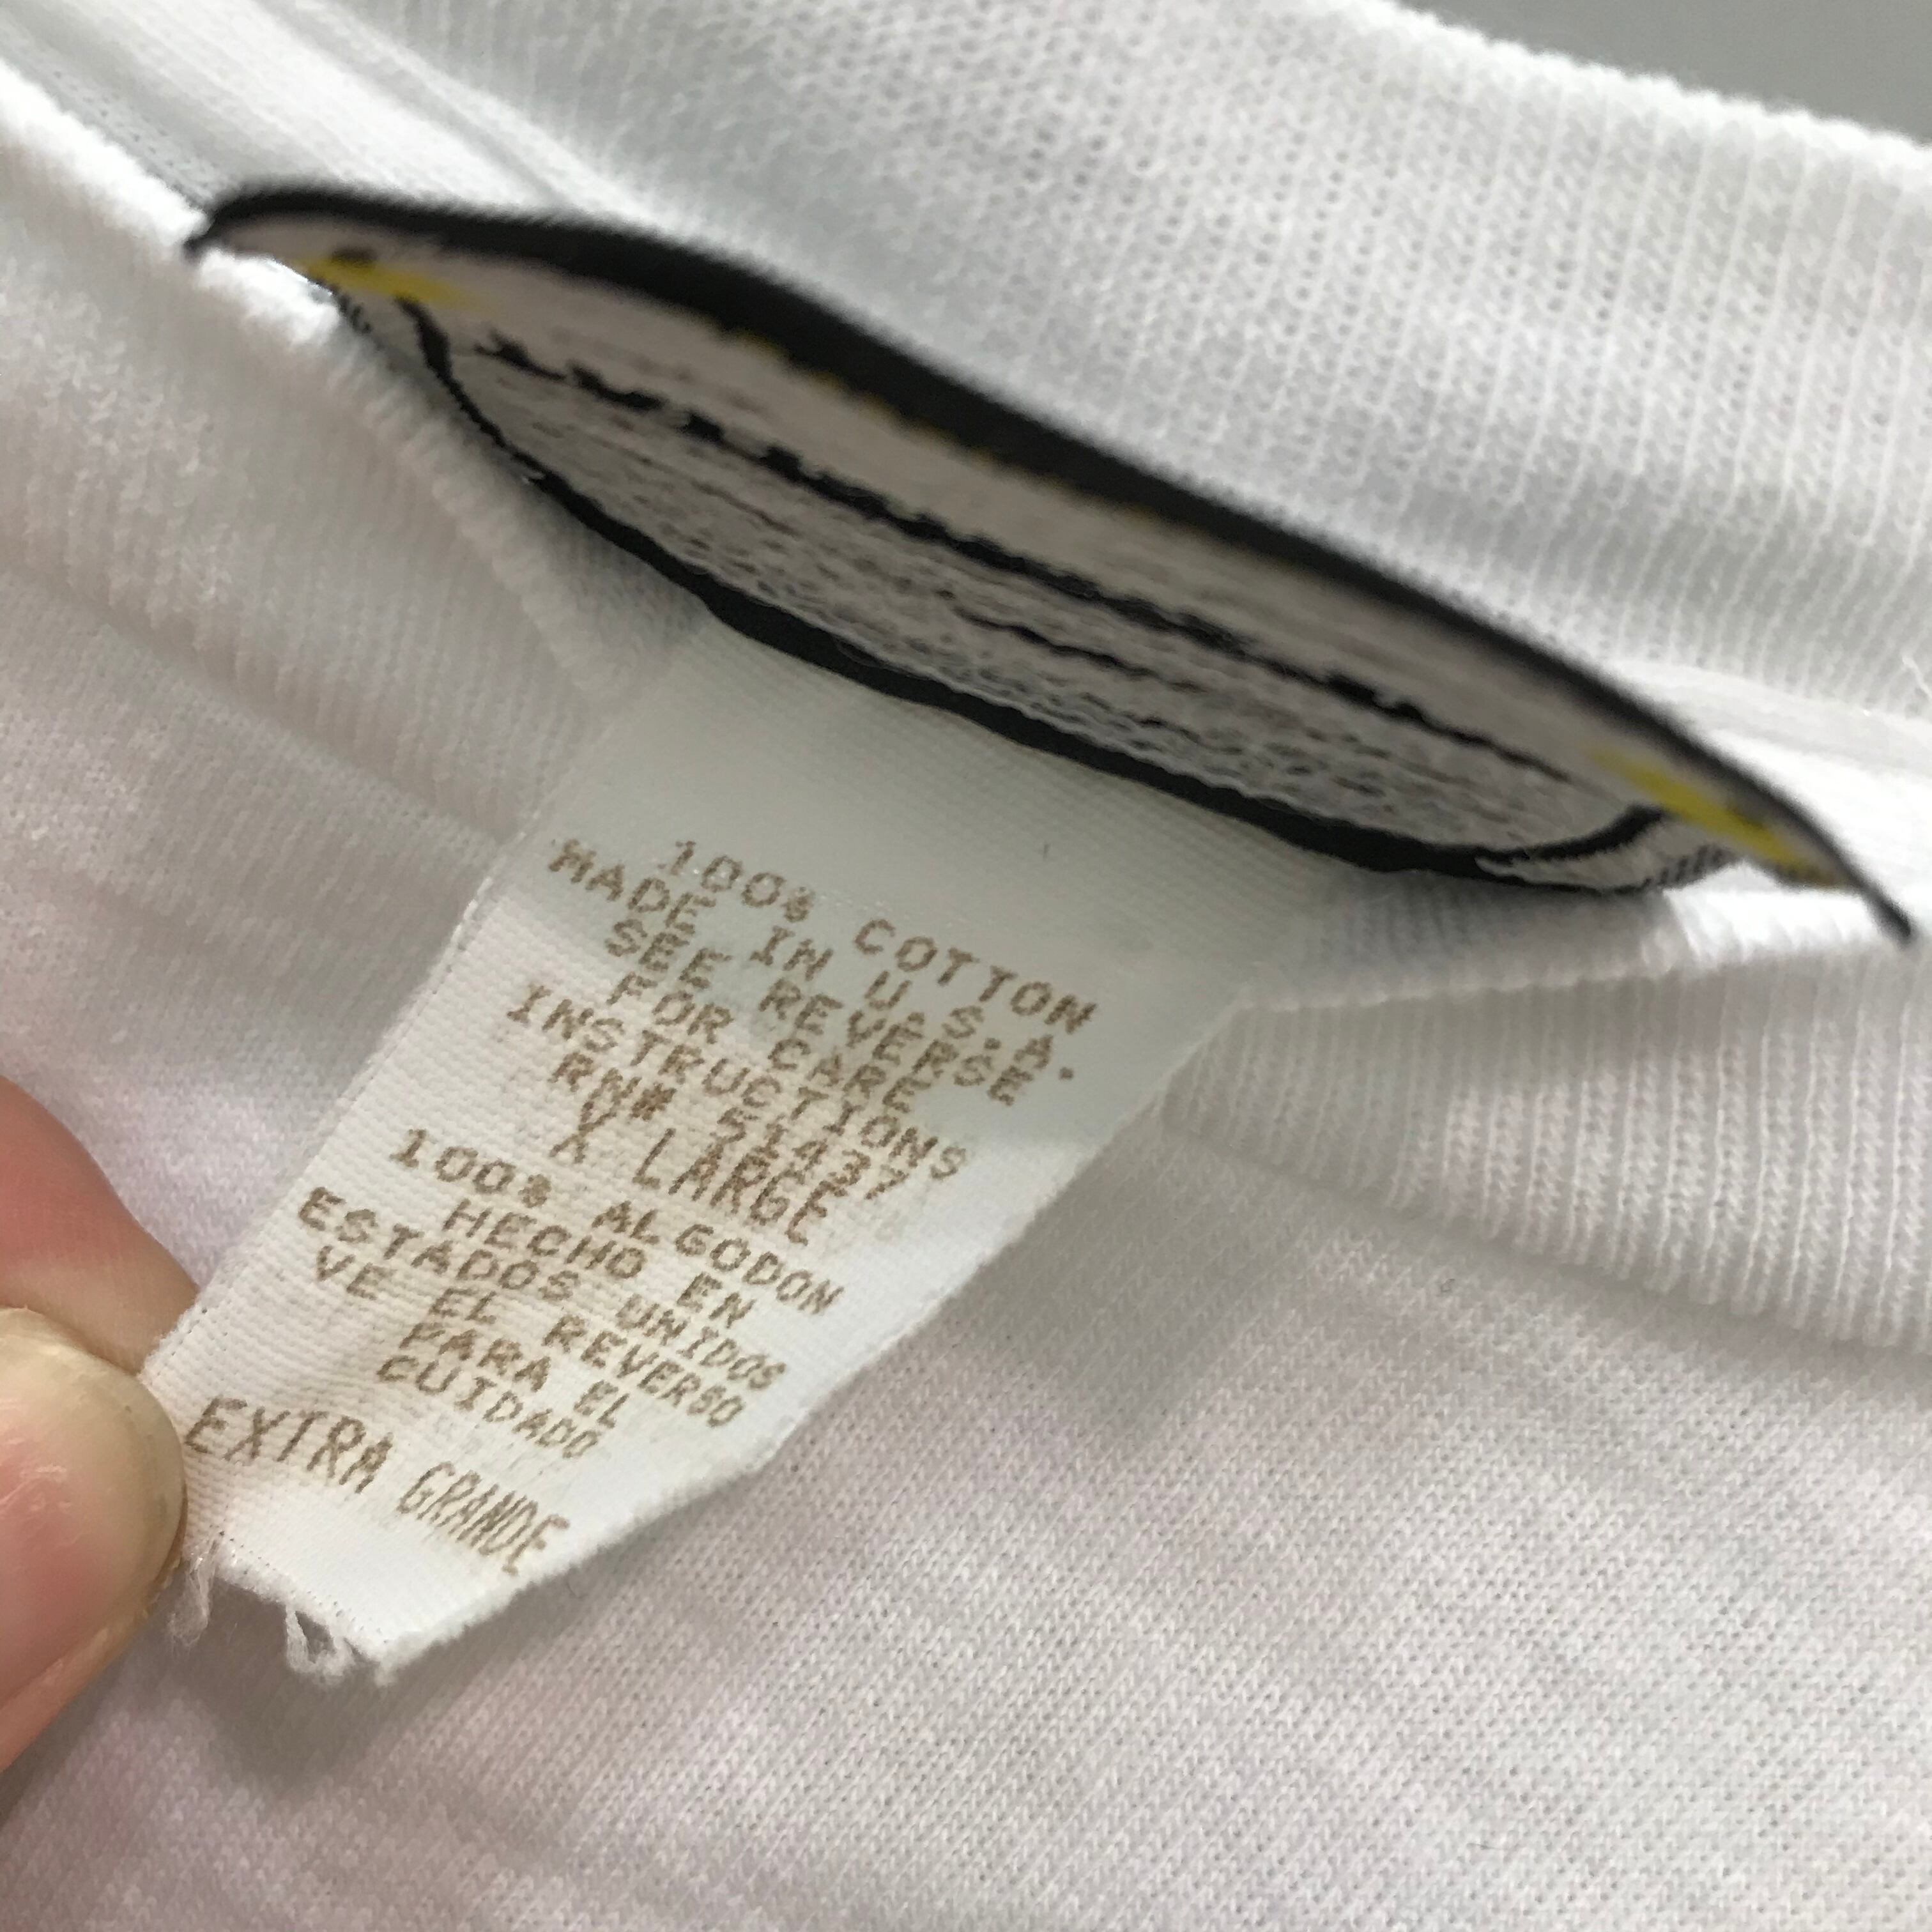 100% COTTON
MADE IN U.S.A.
SEE REVERSE
FOR CARE
INSTRUCTIONS
RN# 51437
X LARGE
100% ALGODON
HECHO EN
ESTADOS UNIDOS
VE EL REVERSO
PARA EL
CUIDADO
EXTRA GRANDE